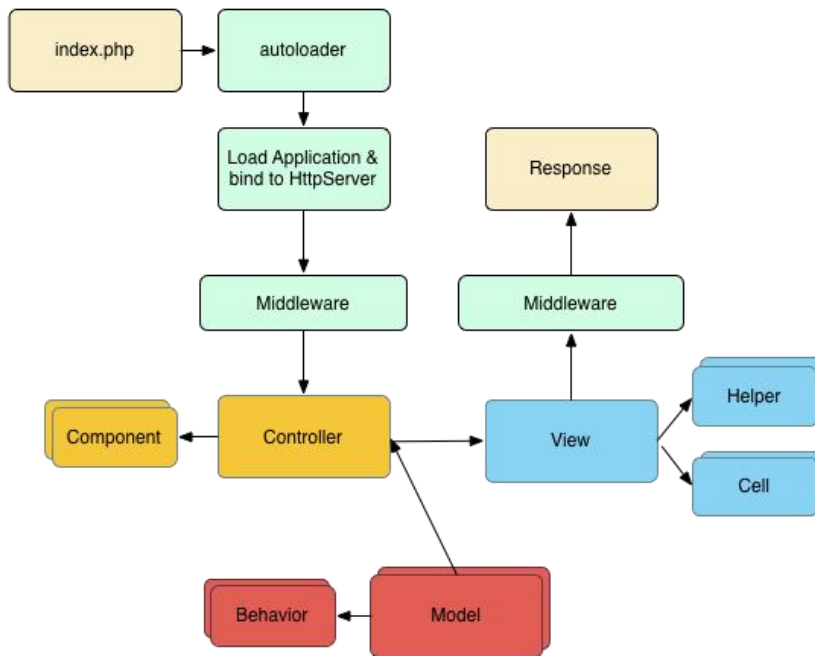 index.php
autoloader
Load Application &
bind to HttpServer
Response
Middleware
Middleware
Component
Controller
View
Helper
Cell
Behavior
Model